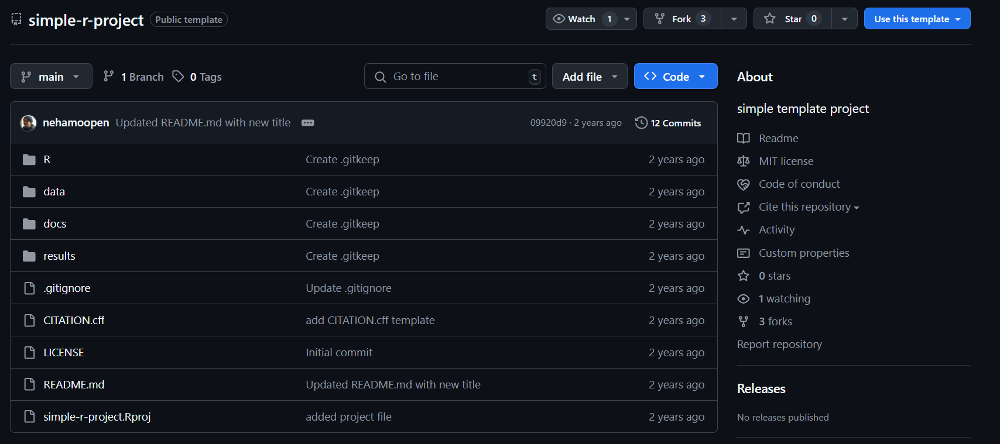 simple-r-project Public template Watch 1 Fork 3 Star 0 Use this template
main 1 Branch 0 Tags Go to file t Add file Code
nehamoopen Updated README.md with new title 09920d9 · 2 years ago 12 Commits
R Create .gitkeep 2 years ago
data Create .gitkeep 2 years ago
docs Create .gitkeep 2 years ago
results Create .gitkeep 2 years ago
.gitignore Update .gitignore 2 years ago
CITATION.cff add CITATION.cff template 2 years ago
LICENSE Initial commit 2 years ago
README.md Updated README.md with new title 2 years ago
simple-r-project.Rproj added project file 2 years ago
About
simple template project
Readme
MIT license
Code of conduct
Cite this repository
Activity
Custom properties
0 stars
1 watching
3 forks
Report repository
Releases
No releases published